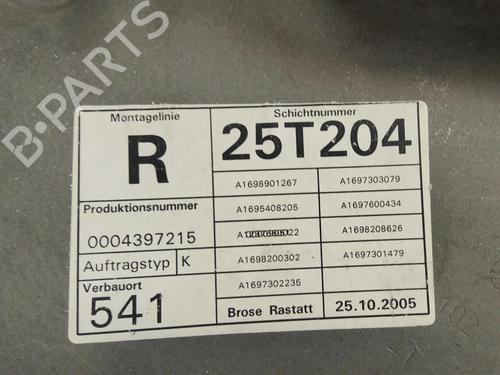 B-PARTS
Montagelinie
Schichtnummer
R
25T204
A1698901267
A1697303079
Produktionsnummer
A1695408205
A1697600434
0004397215
A1698208626
Auftragstyp K
A1698200302
A1697301479
Verbauort
A1697302235
541
Brose Rastatt
25.10.2005